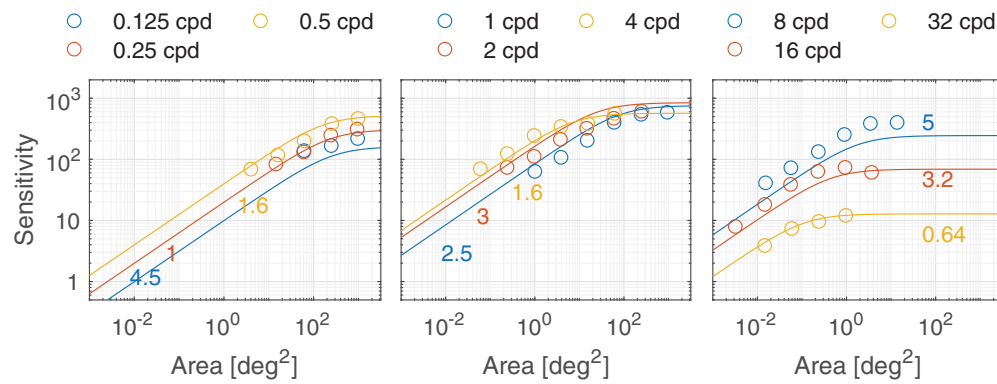 0.125 cpd 0.5 cpd 1 cpd 4 cpd 8 cpd 32 cpd
0.25 cpd 2 cpd 16 cpd
10³
10²
10
1
Sensitivity
1.6
1
4.5
1.6
3
2.5
5
3.2
0.64
10⁻² 10⁰ 10² 10⁻² 10⁰ 10² 10⁻² 10⁰ 10²
Area [deg²] Area [deg²] Area [deg²]